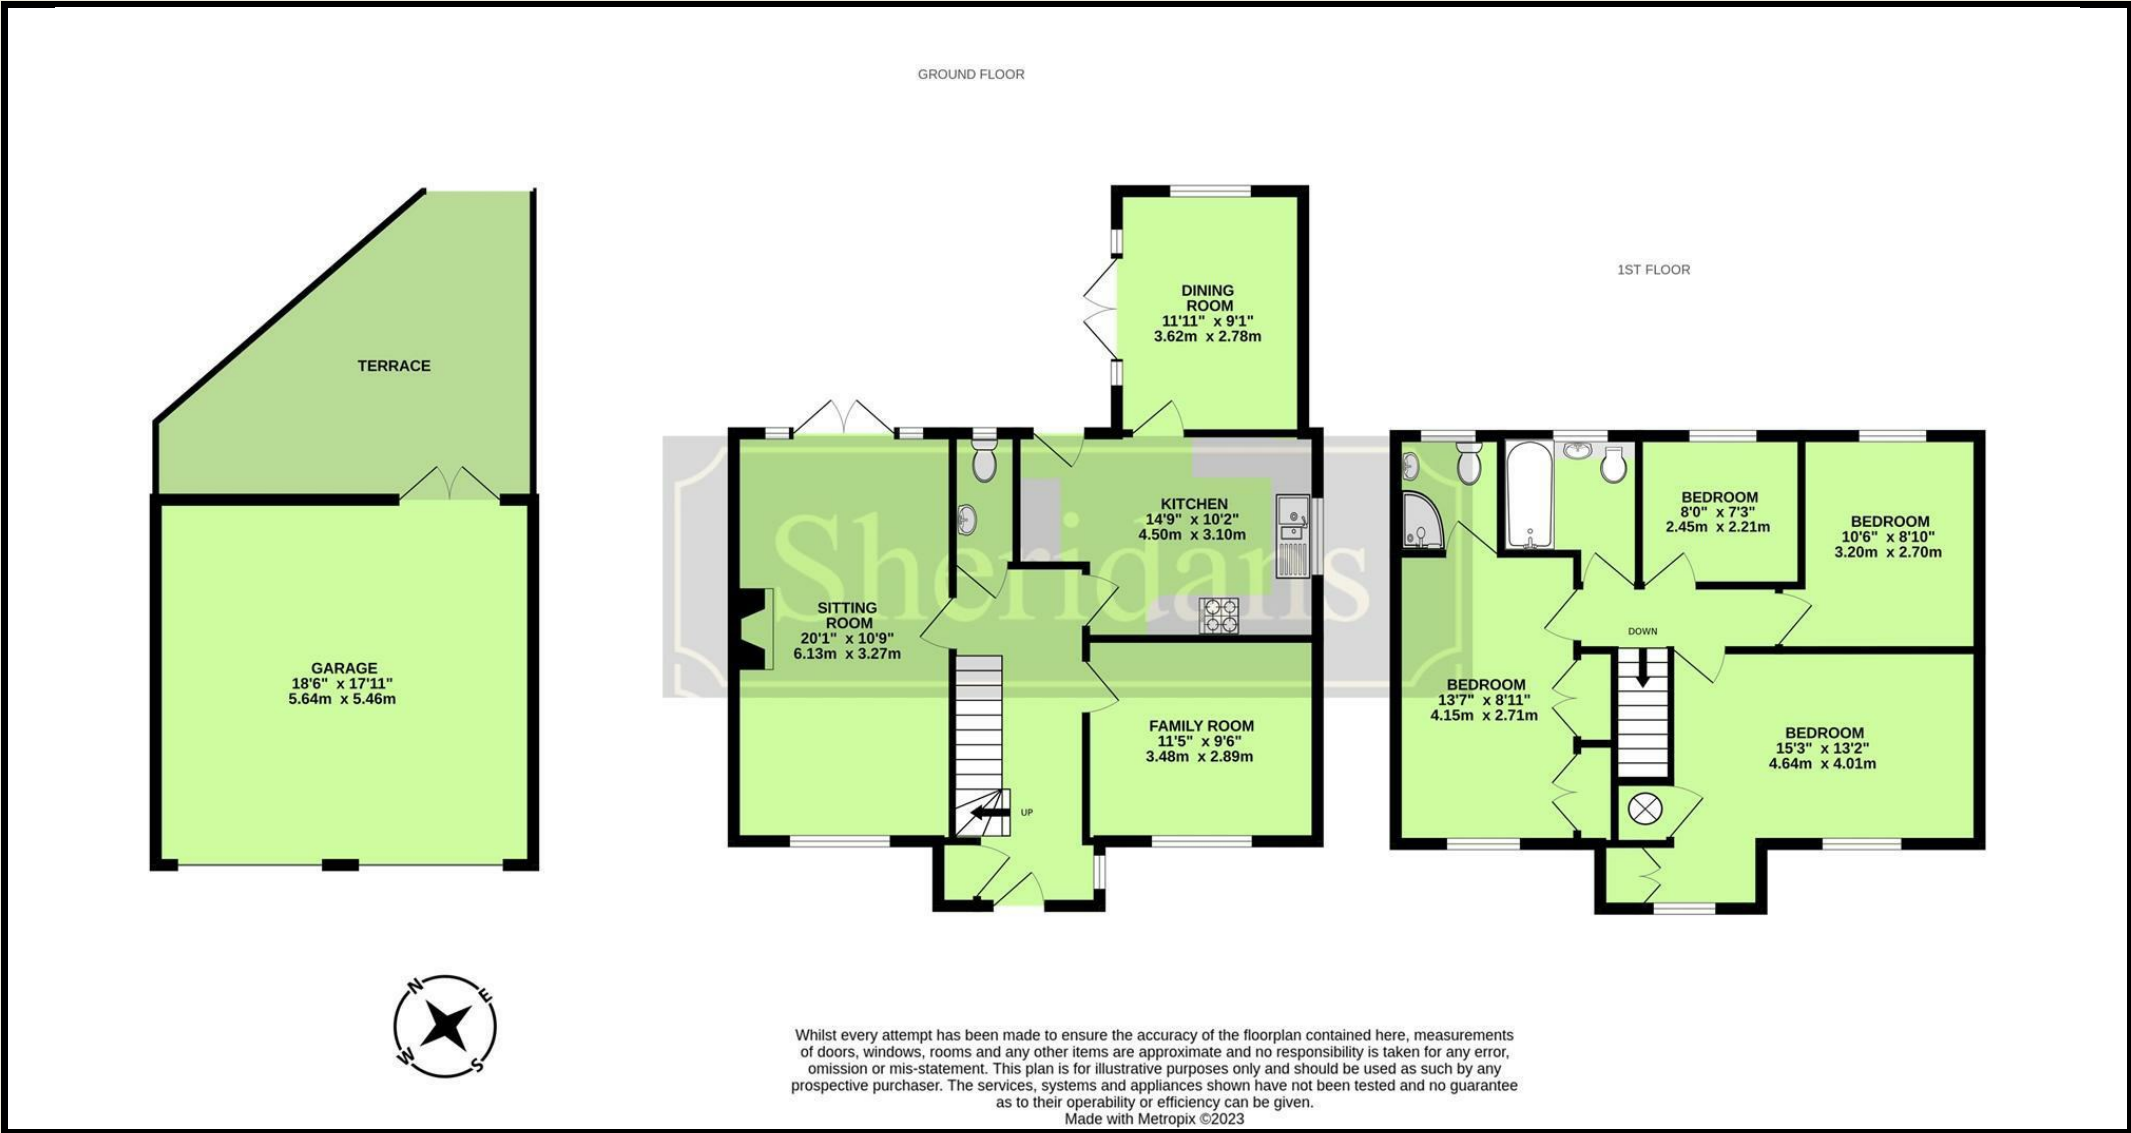 GROUND FLOOR
1ST FLOOR
TERRACE
GARAGE
18'6" x 17'11"
5.64m x 5.46m
DINING
ROOM
11'11" x 9'1"
3.62m x 2.78m
KITCHEN
14'9" x 10'2"
4.50m x 3.10m
SITTING
ROOM
20'1" x 10'9"
6.13m x 3.27m
FAMILY ROOM
11'5" x 9'6"
3.48m x 2.89m
UP
Sheridans
BEDROOM
8'0" x 7'3"
2.45m x 2.21m
BEDROOM
10'6" x 8'10"
3.20m x 2.70m
DOWN
BEDROOM
13'7" x 8'11"
4.15m x 2.71m
BEDROOM
15'3" x 13'2"
4.64m x 4.01m
N
E
W
S
Whilst every attempt has been made to ensure the accuracy of the floorplan contained here, measurements
of doors, windows, rooms and any other items are approximate and no responsibility is taken for any error,
omission or mis-statement. This plan is for illustrative purposes only and should be used as such by any
prospective purchaser. The services, systems and appliances shown have not been tested and no guarantee
as to their operability or efficiency can be given.
Made with Metropix ©2023